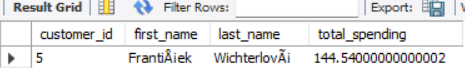 Result Grid Filter Rows: Export:
customer_id first_name last_name total_spending
5 FrantiÅiek WichterlovÃi 144.54000000000002